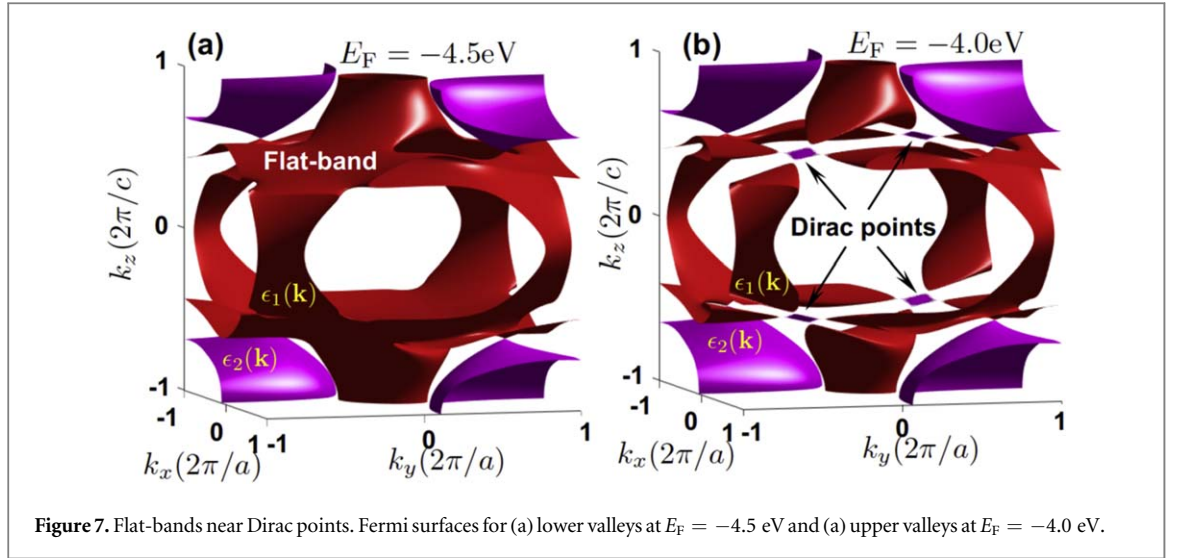 (a)
E_F = −4.5eV
1
0
-1
k_z(2π/c)
Flat-band
ϵ_1(k)
ϵ_2(k)
-1
0
1
k_x(2π/a)
-1
0
1
k_y(2π/a)
(b)
E_F = −4.0eV
1
0
-1
k_z(2π/c)
Dirac points
ϵ_1(k)
ϵ_2(k)
-1
0
1
k_x(2π/a)
-1
0
1
k_y(2π/a)
Figure 7. Flat-bands near Dirac points. Fermi surfaces for (a) lower valleys at E_F = −4.5 eV and (a) upper valleys at E_F = −4.0 eV.